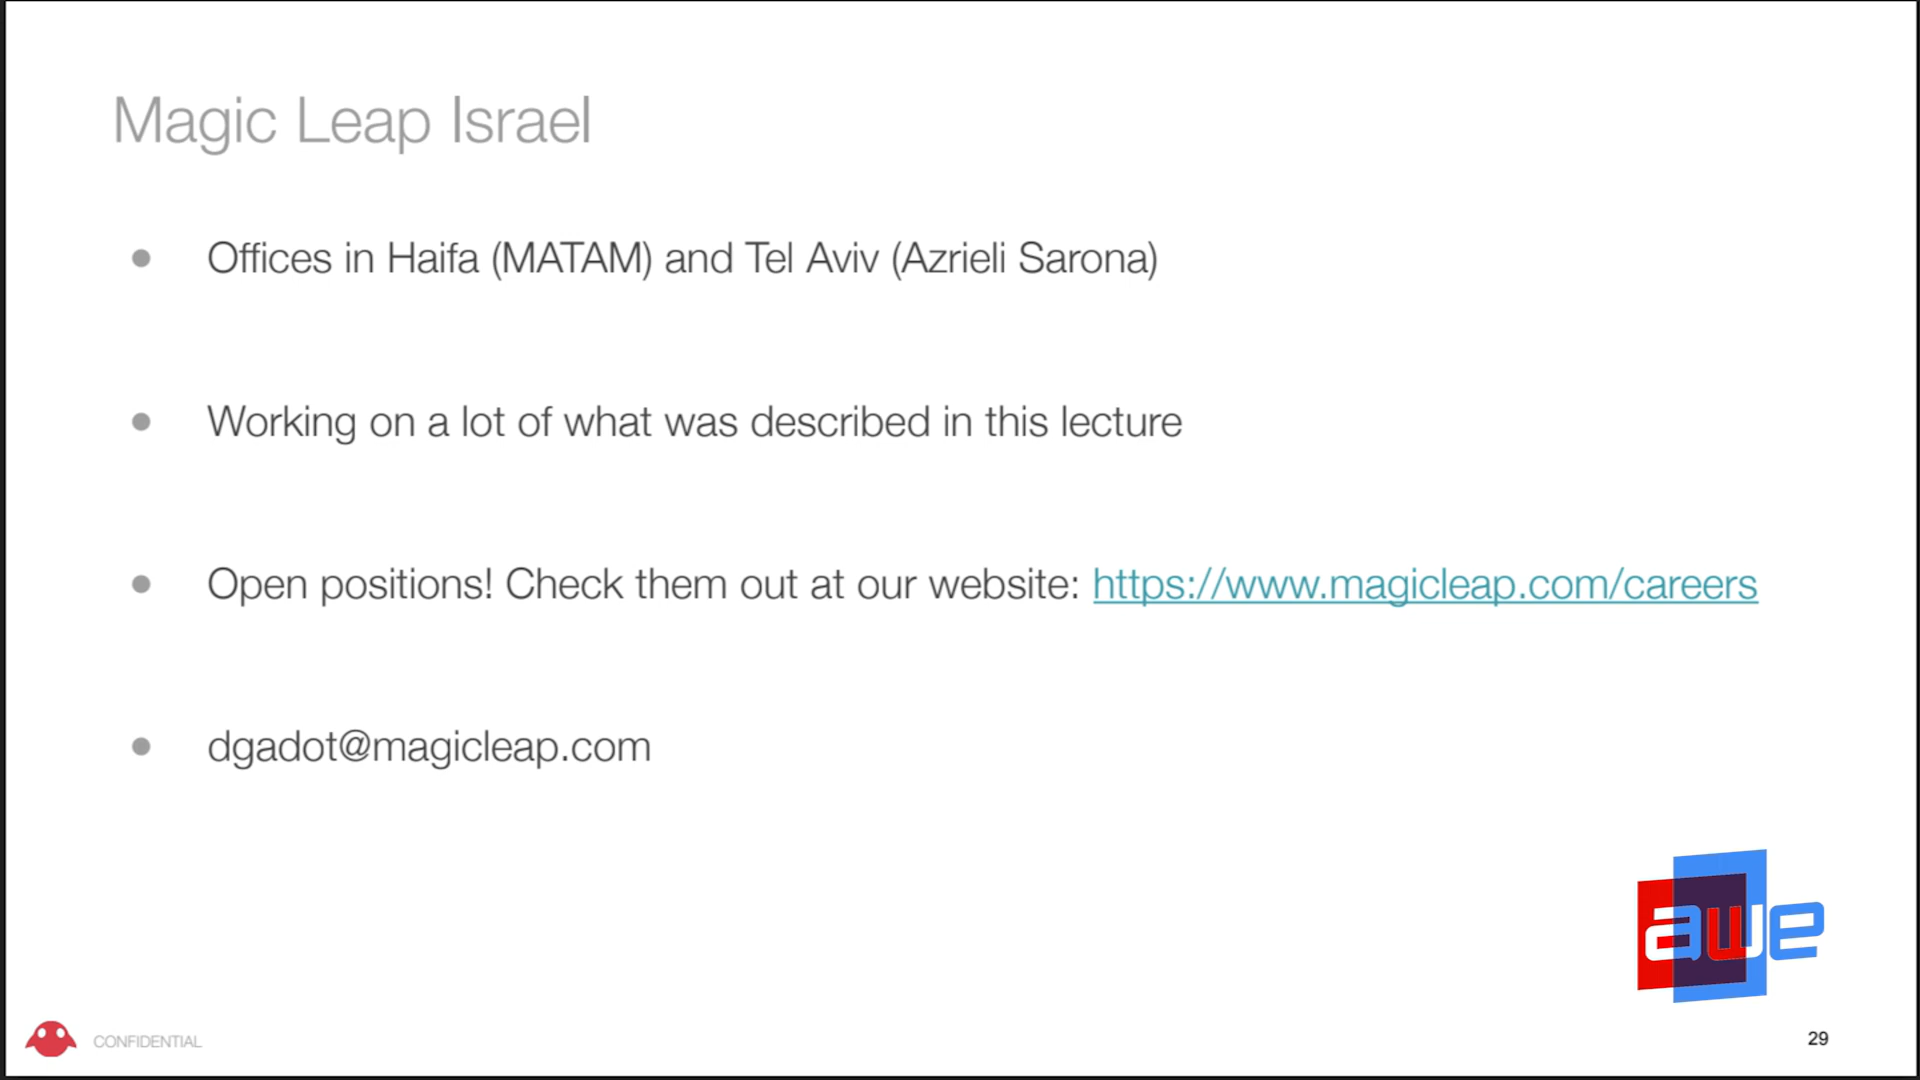 Magic Leap Israel
● Offices in Haifa (MATAM) and Tel Aviv (Azrieli Sarona)
● Working on a lot of what was described in this lecture
● Open positions! Check them out at our website: https://www.magicleap.com/careers
● dgadot@magicleap.com
awe
CONFIDENTIAL
29